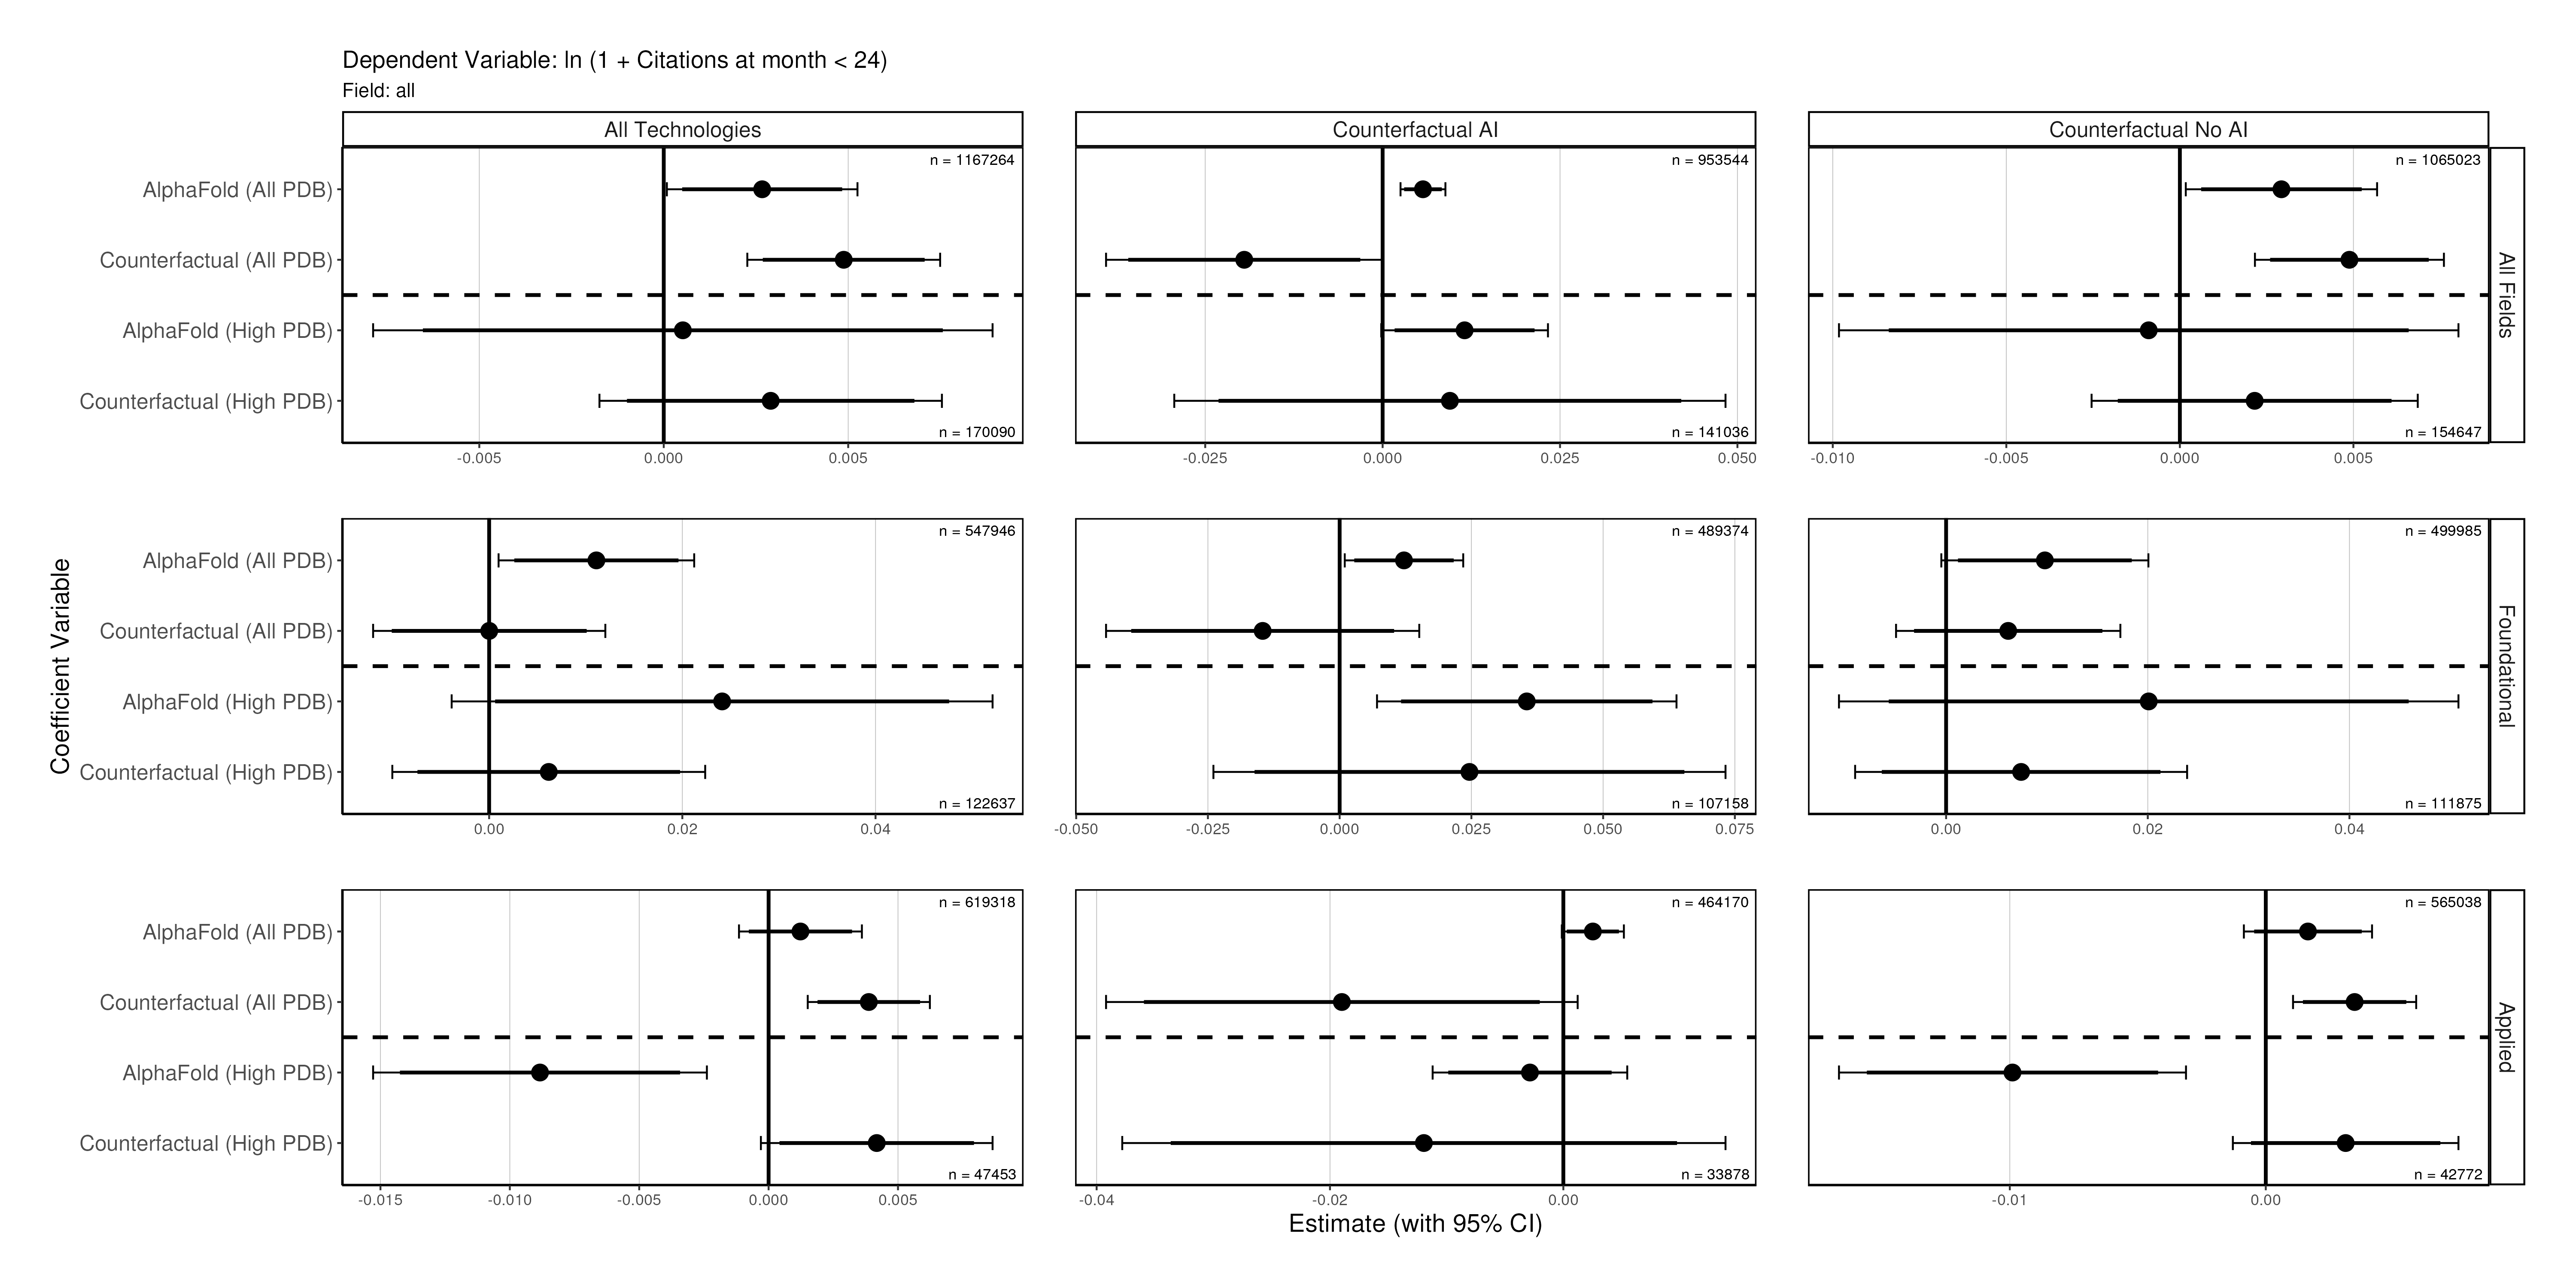 Dependent Variable: ln (1 + Citations at month < 24)
Field: all
All Technologies
Counterfactual AI
Counterfactual No AI
AlphaFold (All PDB)
Counterfactual (All PDB)
AlphaFold (High PDB)
Counterfactual (High PDB)
n = 1167264
n = 170090
-0.005 0.000 0.005
n = 953544
n = 141036
-0.025 0.000 0.025 0.050
n = 1065023
n = 154647
-0.010 -0.005 0.000 0.005
All Fields
Coefficient Variable
AlphaFold (All PDB)
Counterfactual (All PDB)
AlphaFold (High PDB)
Counterfactual (High PDB)
n = 547946
n = 122637
0.00 0.02 0.04
n = 489374
n = 107158
-0.050 -0.025 0.000 0.025 0.050 0.075
n = 499985
n = 111875
0.00 0.02 0.04
Foundational
AlphaFold (All PDB)
Counterfactual (All PDB)
AlphaFold (High PDB)
Counterfactual (High PDB)
n = 619318
n = 47453
-0.015 -0.010 -0.005 0.000 0.005
n = 464170
n = 33878
-0.04 -0.02 0.00
n = 565038
n = 42772
-0.01 0.00
Applied
Estimate (with 95% CI)